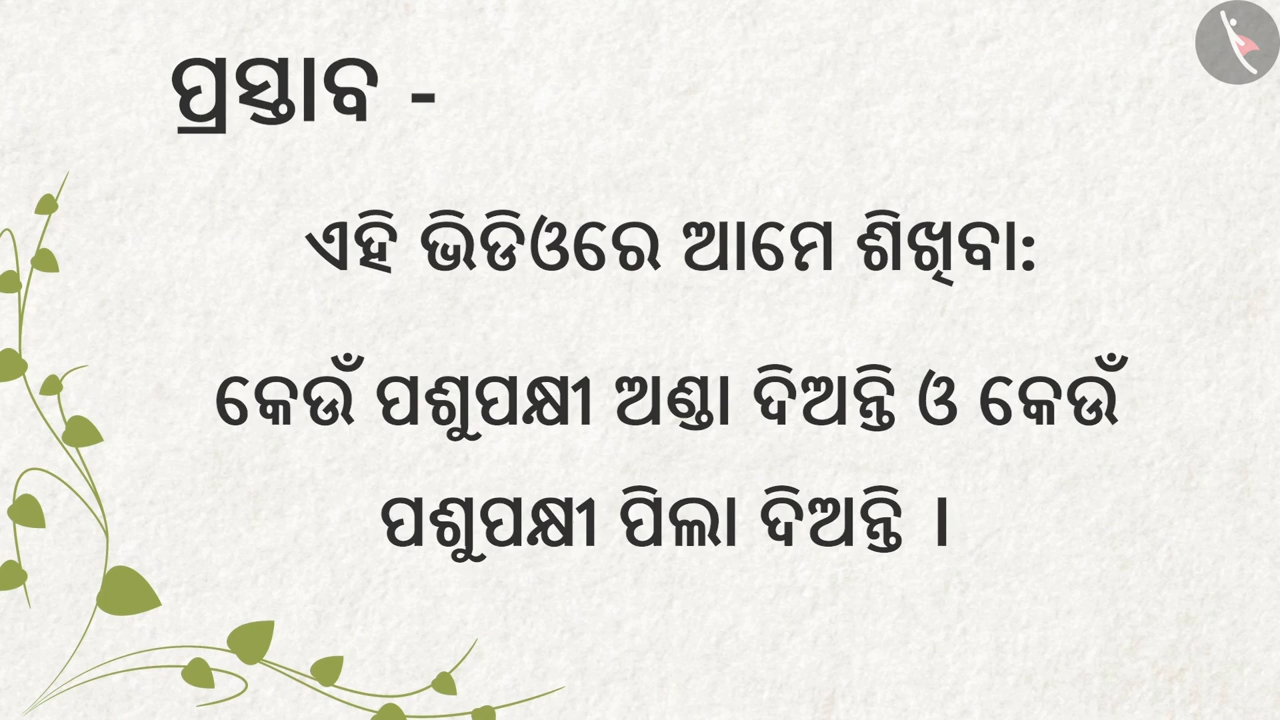 ପ୍ରସ୍ତାବ -
ଏହି ଭିଡିଓରେ ଆମେ ଶିଖିବା:
କେଉଁ ପଶୁପକ୍ଷୀ ଅଣ୍ଡା ଦିଅନ୍ତି ଓ କେଉଁ
ପଶୁପକ୍ଷୀ ପିଲା ଦିଅନ୍ତି ।